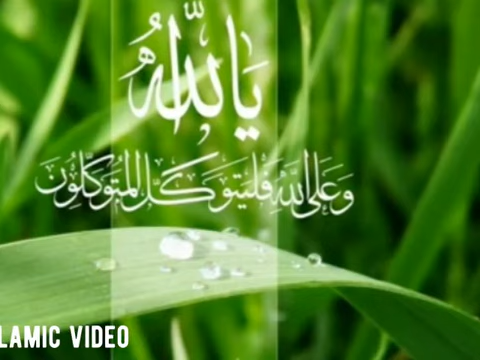 يَا اللّٰهُ
وَعَلَى اللّٰهِ فَلْيَتَوَكَّلِ الْمُتَوَكِّلُونَ
LAMIC VIDEO